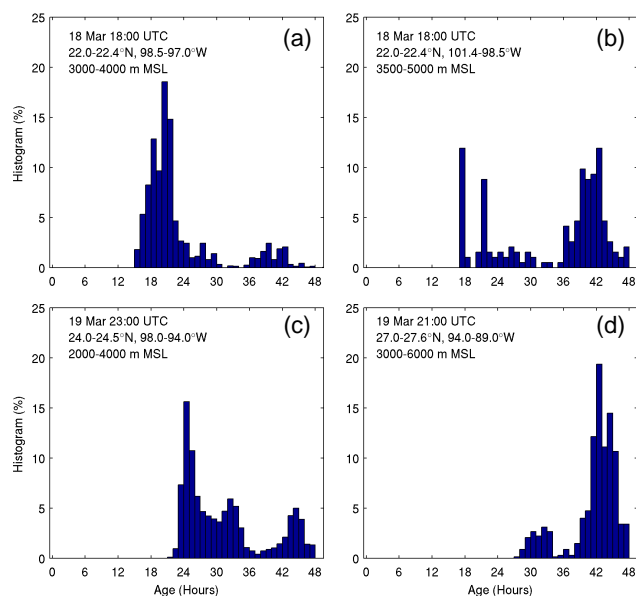 18 Mar 18:00 UTC
22.0-22.4°N, 98.5-97.0°W
3000-4000 m MSL
(a)
25
20
15
10
5
0
Histogram (%)
0 6 12 18 24 30 36 42 48
18 Mar 18:00 UTC
22.0-22.4°N, 101.4-98.5°W
3500-5000 m MSL
(b)
25
20
15
10
5
0
0 6 12 18 24 30 36 42 48
19 Mar 23:00 UTC
24.0-24.5°N, 98.0-94.0°W
2000-4000 m MSL
(c)
25
20
15
10
5
0
Histogram (%)
0 6 12 18 24 30 36 42 48
Age (Hours)
19 Mar 21:00 UTC
27.0-27.6°N, 94.0-89.0°W
3000-6000 m MSL
(d)
25
20
15
10
5
0
0 6 12 18 24 30 36 42 48
Age (Hours)